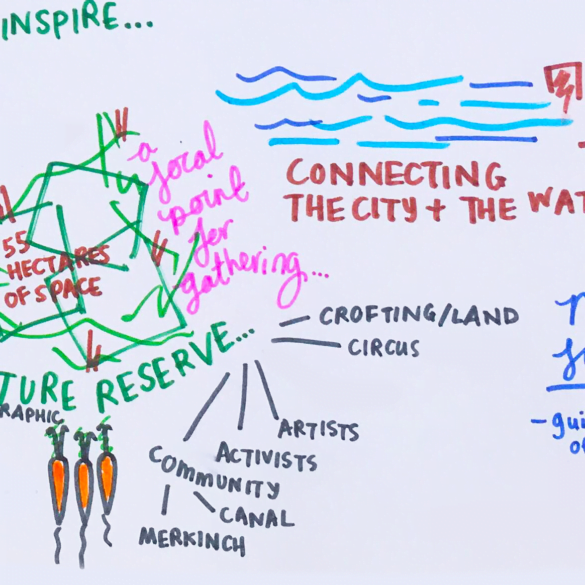 INSPIRE...
a
focal
point
for
gathering...
55
HECTARES
OF SPACE
CONNECTING
THE CITY + THE WAT
TURE RESERVE...
RAPHIC
CROFTING/LAND
CIRCUS
ARTISTS
ACTIVISTS
COMMUNITY
CANAL
MERKINCH
- gui
of